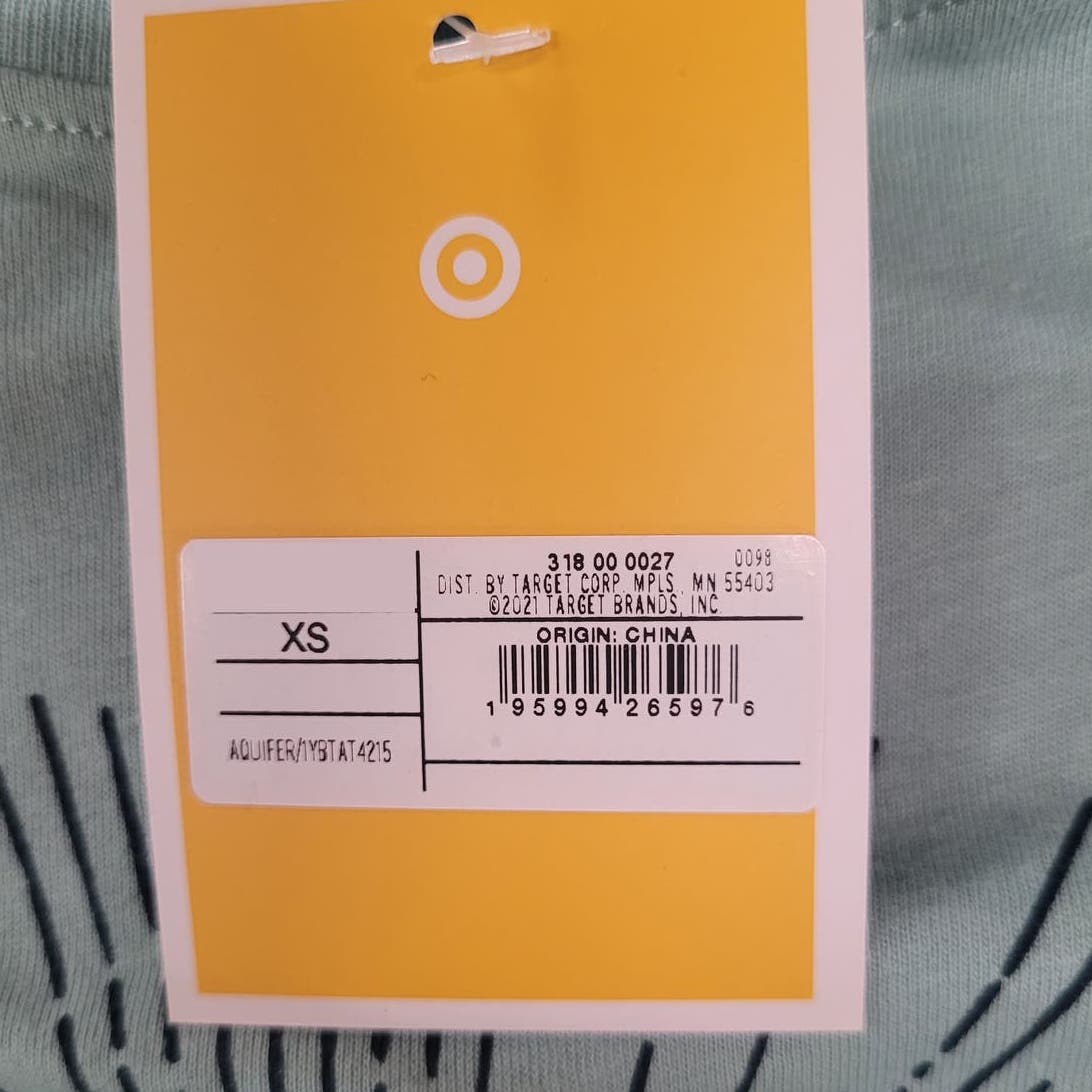 318 00 0027 0098
DIST. BY TARGET CORP. MPLS., MN 55403
©2021 TARGET BRANDS, INC.
XS
ORIGIN: CHINA
1 95994 26597 6
AQUIFER/1YBTAT4215